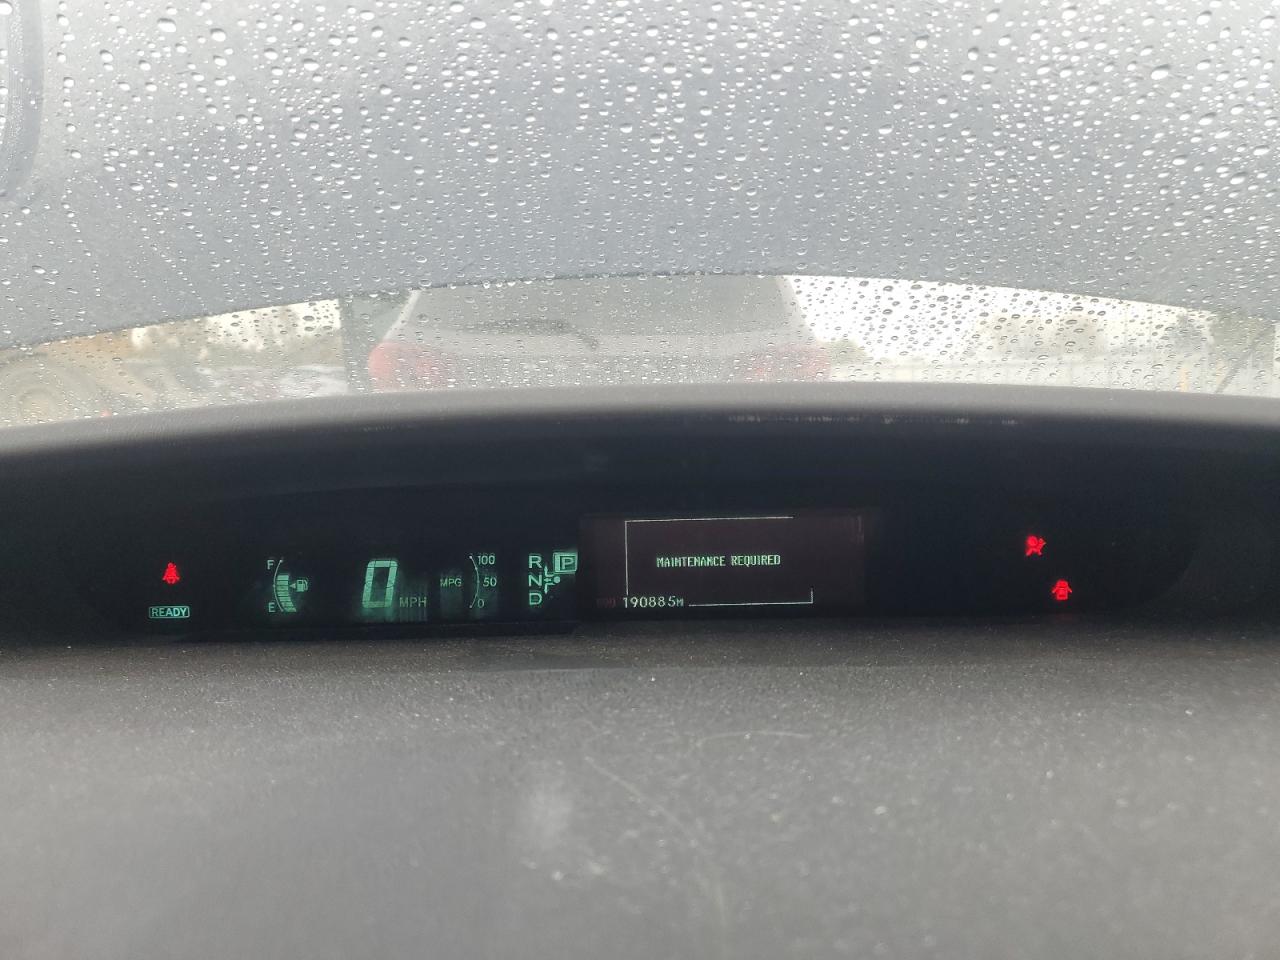 READY
F
E
0 MPH
MPG
100
50
0
R
N
D
P
MAINTENANCE REQUIRED
190885M